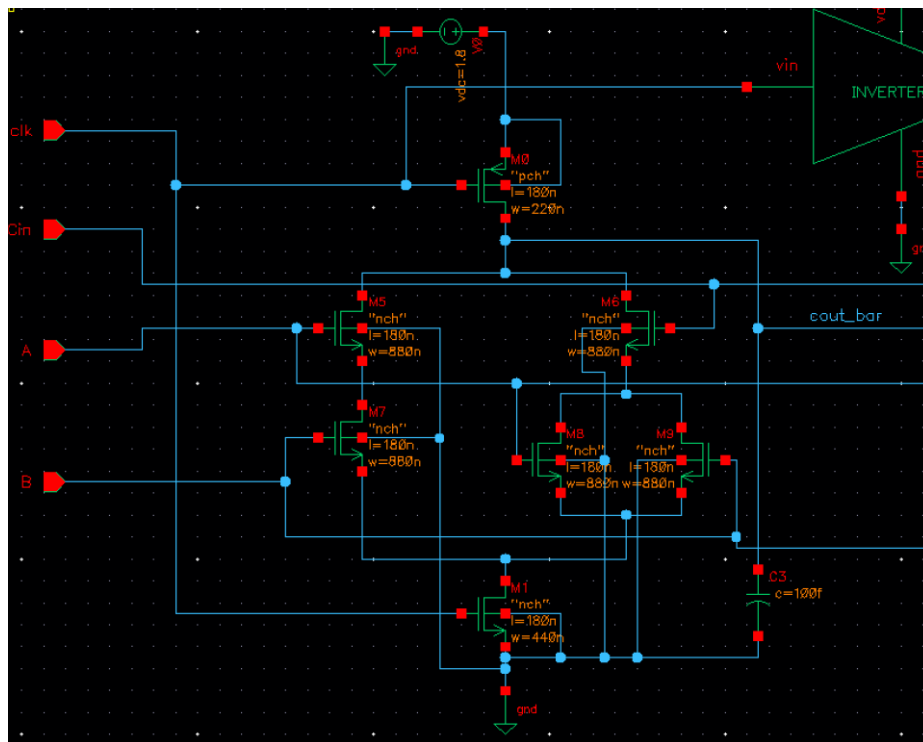 gnd
vdc=1.8
V0
vin
INVERTER
clk
M0
"pch"
l=180n
w=220n
gnd
Cin
M5
"nch"
l=180n
w=880n
M6
"nch"
l=180n
w=880n
cout_bar
A
M7
"nch"
l=180n
w=880n
M8
"nch"
l=180n
w=880n
M9
"nch"
l=180n
w=880n
B
M1
"nch"
l=180n
w=440n
C3
c=100f
gnd